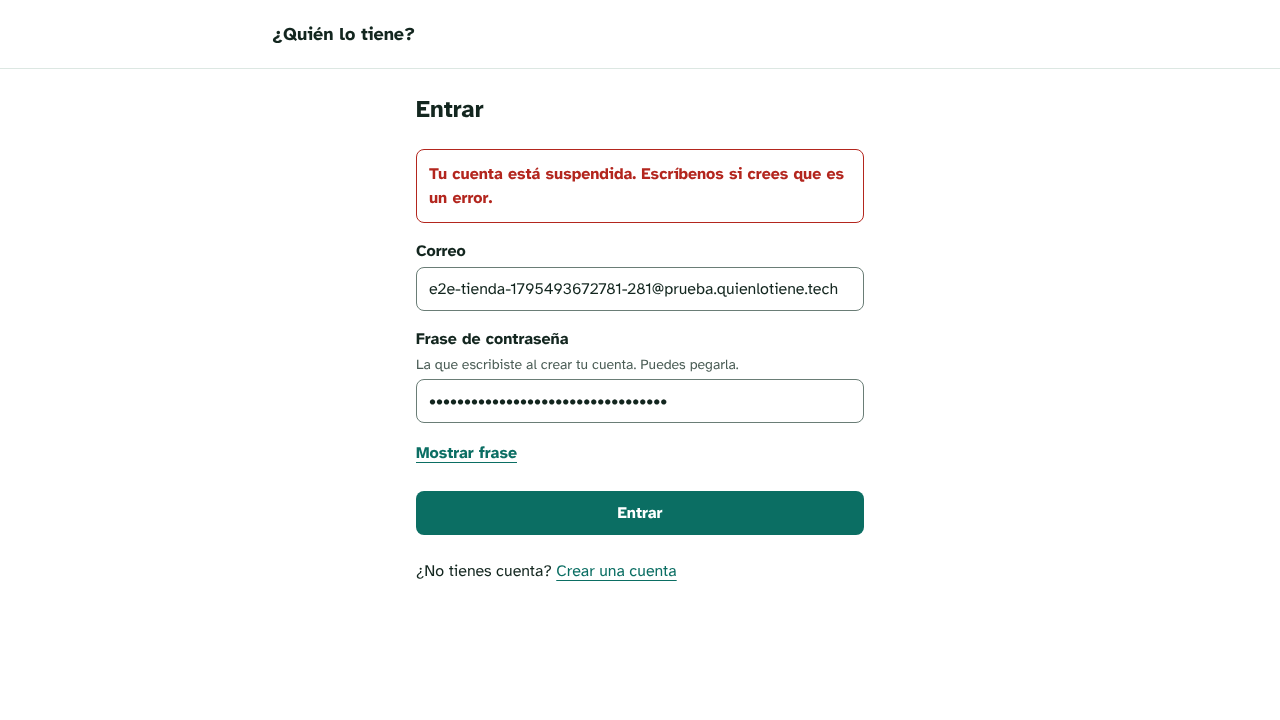 ¿Quién lo tiene?
Entrar
Tu cuenta está suspendida. Escríbenos si crees que es
un error.
Correo
e2e-tienda-1795493672781-281@prueba.quienlotiene.tech
Frase de contraseña
La que escribiste al crear tu cuenta. Puedes pegarla.
••••••••••••••••••••••••••••••••••
Mostrar frase
Entrar
¿No tienes cuenta? Crear una cuenta